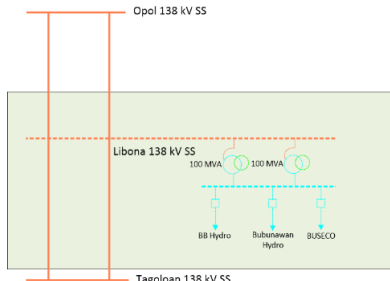 Opol 138 kV SS
Libona 138 kV SS
100 MVA
100 MVA
BB Hydro
Bubunawan
Hydro
BUSECO
Tagoloan 138 kV SS